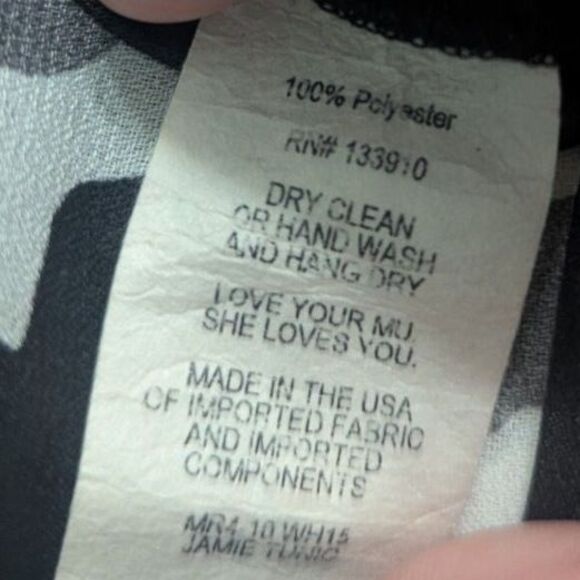 100% Polyester
RN# 133910
DRY CLEAN
OR HAND WASH
AND HANG DRY
LOVE YOUR MU.
SHE LOVES YOU.
MADE IN THE USA
OF IMPORTED FABRIC
AND IMPORTED
COMPONENTS
MR4 10 WH15
JAMIE TUNIC